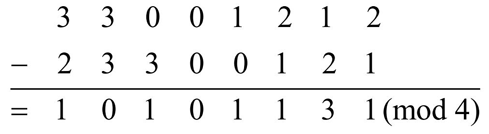 3 3 0 0 1 2 1 2
− 2 3 3 0 0 1 2 1
= 1 0 1 0 1 1 3 1 (mod 4)